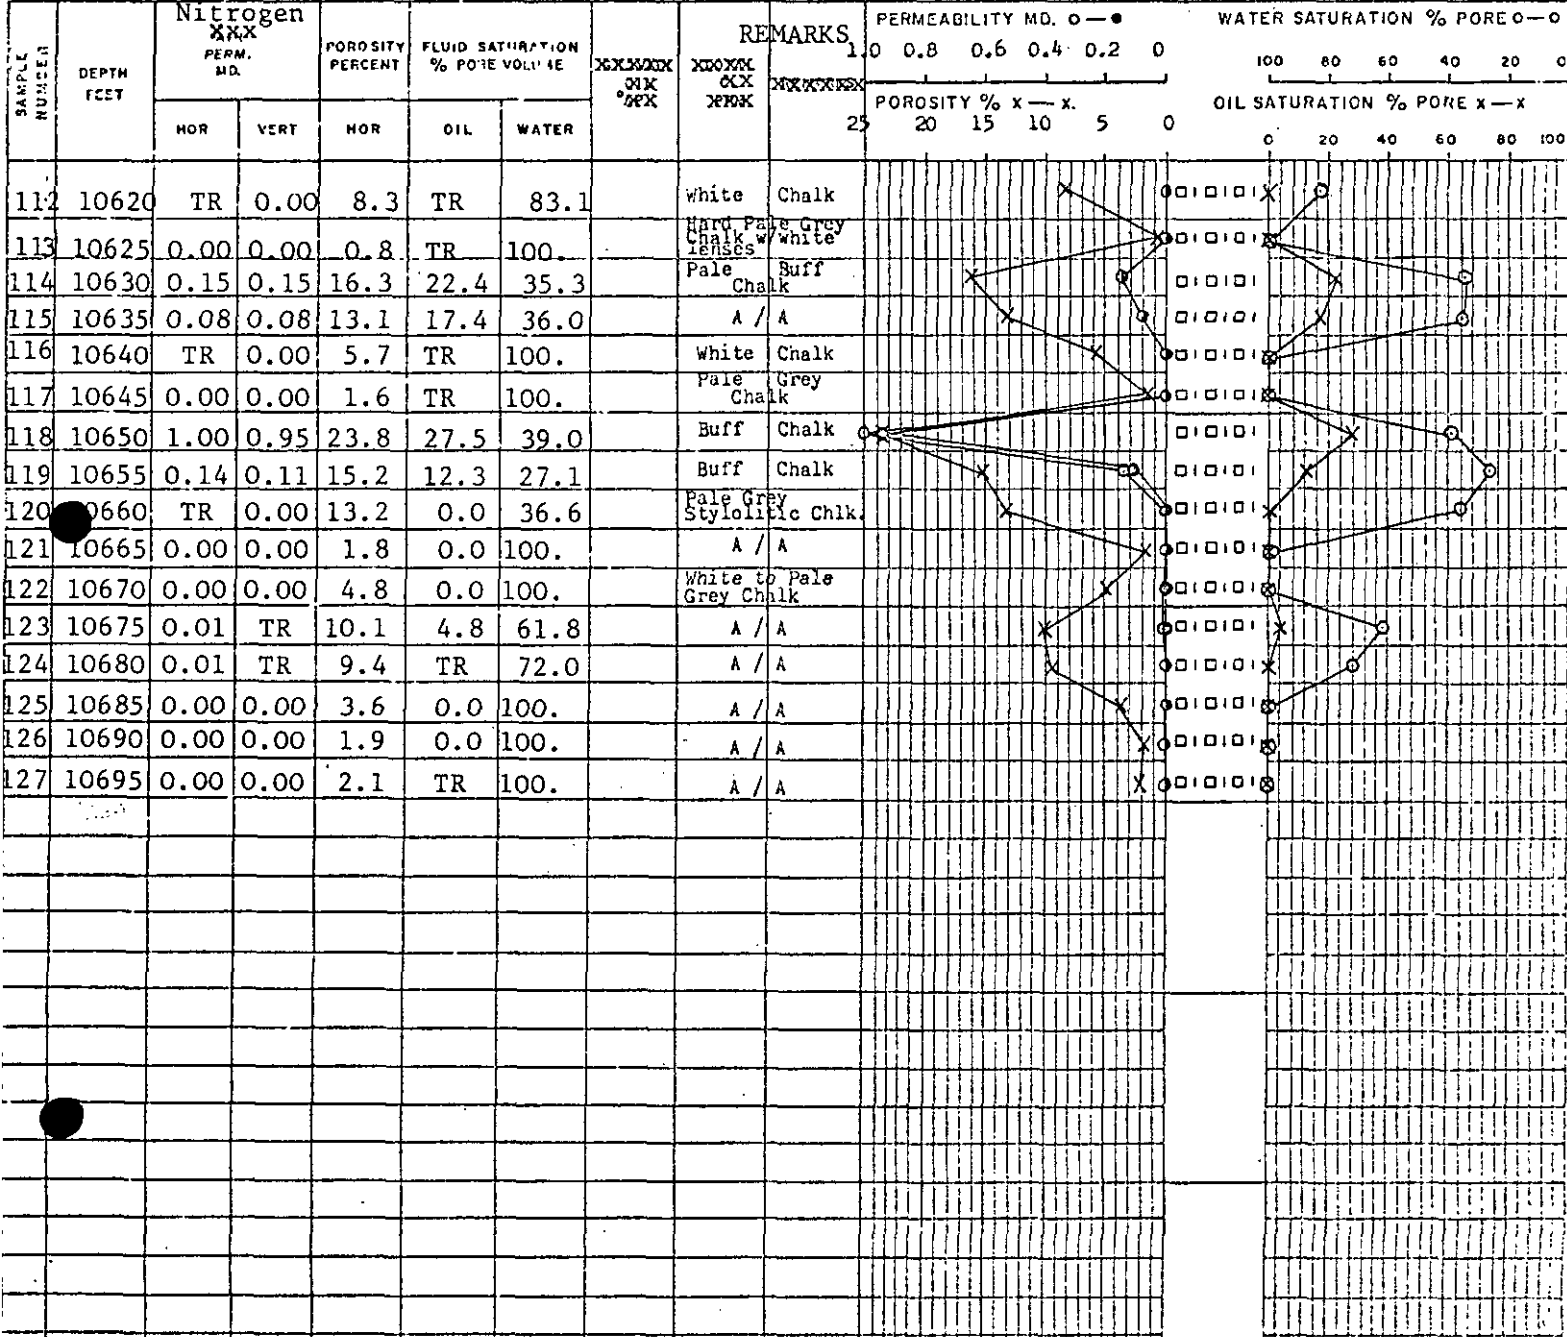 Nitrogen
XXX
SAMPLE NUMBER
DEPTH FEET
PERM. MD.
POROSITY PERCENT
FLUID SATURATION % PORE VOLUME
REMARKS
HOR VERT HOR OIL WATER
PERMEABILITY MD. o—●
1.0 0.8 0.6 0.4 0.2 0
POROSITY % x — x.
25 20 15 10 5 0
WATER SATURATION % PORE o—o
100 80 60 40 20 0
OIL SATURATION % PORE x—x
0 20 40 60 80 100
112 10620 TR 0.00 8.3 TR 83.1 White Chalk
113 10625 0.00 0.00 0.8 TR 100. Hard Pale Grey Chalk w/white lenses
114 10630 0.15 0.15 16.3 22.4 35.3 Pale Buff Chalk
115 10635 0.08 0.08 13.1 17.4 36.0 A / A
116 10640 TR 0.00 5.7 TR 100. White Chalk
117 10645 0.00 0.00 1.6 TR 100. Pale Grey Chalk
118 10650 1.00 0.95 23.8 27.5 39.0 Buff Chalk
119 10655 0.14 0.11 15.2 12.3 27.1 Buff Chalk
120 0660 TR 0.00 13.2 0.0 36.6 Pale Grey Stylolitic Chlk.
121 10665 0.00 0.00 1.8 0.0 100. A / A
122 10670 0.00 0.00 4.8 0.0 100. White to Pale Grey Chalk
123 10675 0.01 TR 10.1 4.8 61.8 A / A
124 10680 0.01 TR 9.4 TR 72.0 A / A
125 10685 0.00 0.00 3.6 0.0 100. A / A
126 10690 0.00 0.00 1.9 0.0 100. A / A
127 10695 0.00 0.00 2.1 TR 100. A / A